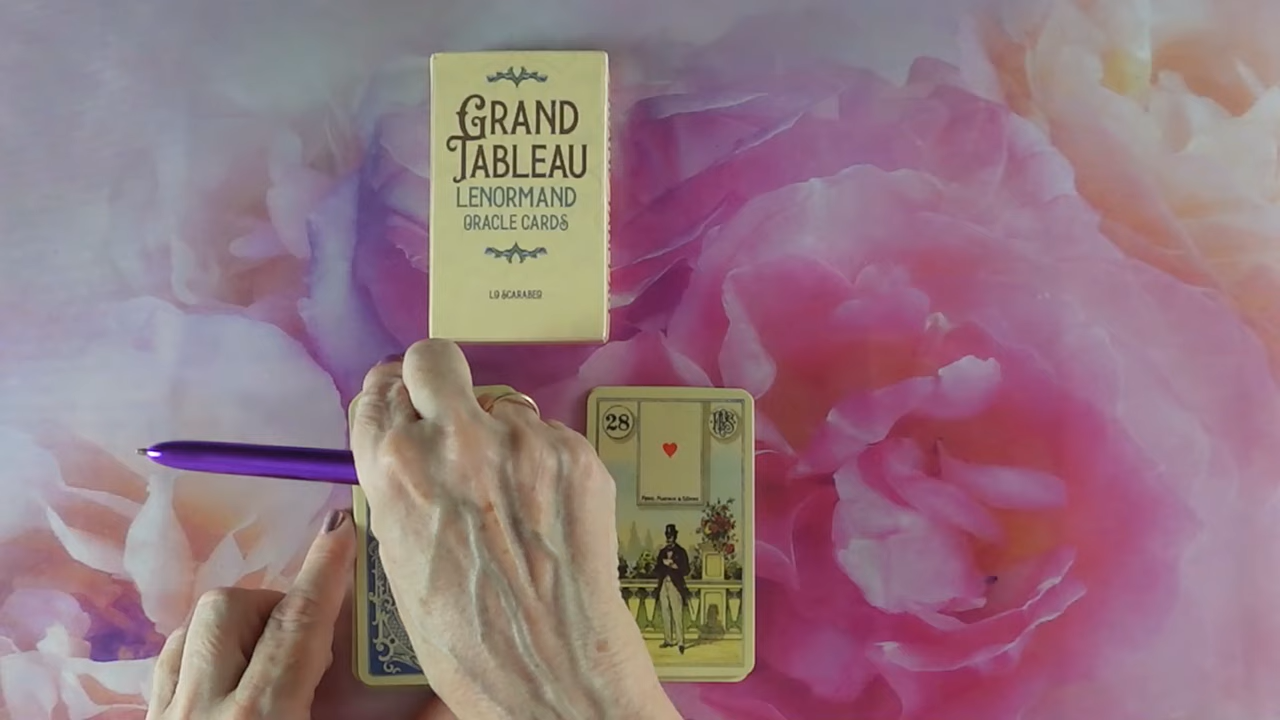 GRAND
TABLEAU
LENORMAND
ORACLE CARDS
LO SCARABEO
28